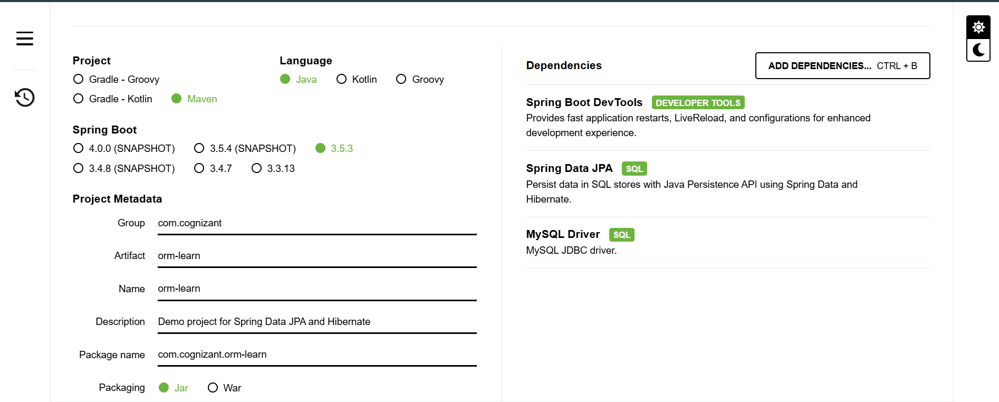 Project
Gradle - Groovy
Gradle - Kotlin Maven
Language
Java Kotlin Groovy
Spring Boot
4.0.0 (SNAPSHOT) 3.5.4 (SNAPSHOT) 3.5.3
3.4.8 (SNAPSHOT) 3.4.7 3.3.13
Project Metadata
Group com.cognizant
Artifact orm-learn
Name orm-learn
Description Demo project for Spring Data JPA and Hibernate
Package name com.cognizant.orm-learn
Packaging Jar War
Dependencies ADD DEPENDENCIES... CTRL + B
Spring Boot DevTools DEVELOPER TOOLS
Provides fast application restarts, LiveReload, and configurations for enhanced
development experience.
Spring Data JPA SQL
Persist data in SQL stores with Java Persistence API using Spring Data and
Hibernate.
MySQL Driver SQL
MySQL JDBC driver.